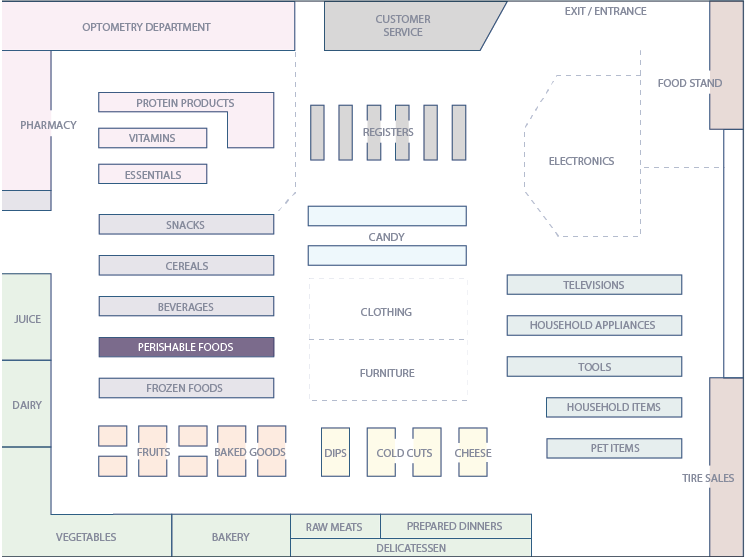 OPTOMETRY DEPARTMENT
CUSTOMER
SERVICE
EXIT / ENTRANCE
FOOD STAND
PHARMACY
PROTEIN PRODUCTS
VITAMINS
ESSENTIALS
REGISTERS
ELECTRONICS
SNACKS
CANDY
CEREALS
TELEVISIONS
BEVERAGES
CLOTHING
JUICE
HOUSEHOLD APPLIANCES
PERISHABLE FOODS
TOOLS
FURNITURE
FROZEN FOODS
DAIRY
HOUSEHOLD ITEMS
PET ITEMS
FRUITS
BAKED GOODS
DIPS
COLD CUTS
CHEESE
TIRE SALES
VEGETABLES
BAKERY
RAW MEATS
PREPARED DINNERS
DELICATESSEN